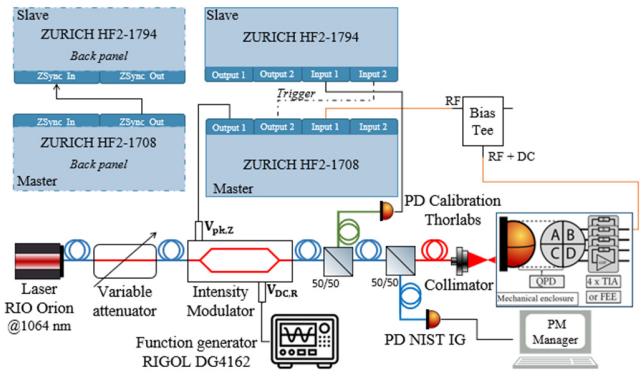 Slave
ZURICH HF2-1794
Back panel
ZSync In
ZSync Out
ZSync In
ZSync Out
ZURICH HF2-1708
Back panel
Master
Slave
ZURICH HF2-1794
Output 1
Output 2
Input 1
Input 2
Trigger
Output 1
Output 2
Input 1
Input 2
ZURICH HF2-1708
Master
RF
Bias
Tee
RF + DC
Vpk,Z
PD Calibration
Thorlabs
A
B
C
D
QPD
4 x TIA
or FEE
Mechanical enclosure
Laser
RIO Orion
@1064 nm
Variable
attenuator
Intensity
Modulator
VDC,R
50/50
50/50
Collimator
Function generator
RIGOL DG4162
PD NIST IG
PM
Manager